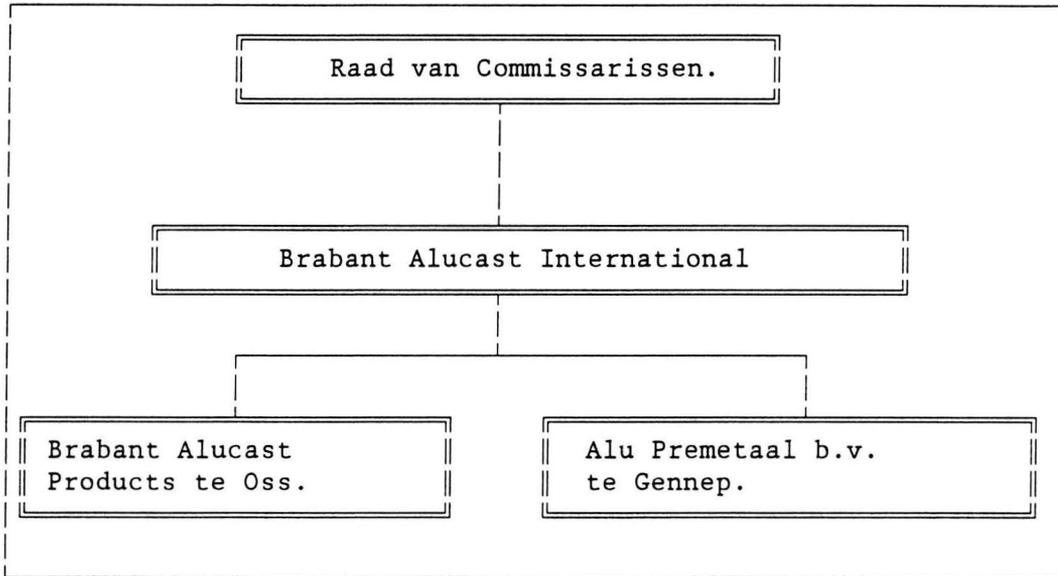 Raad van Commissarissen.
Brabant Alucast International
Brabant Alucast
Products te Oss.
Alu Premetaal b.v.
te Gennep.